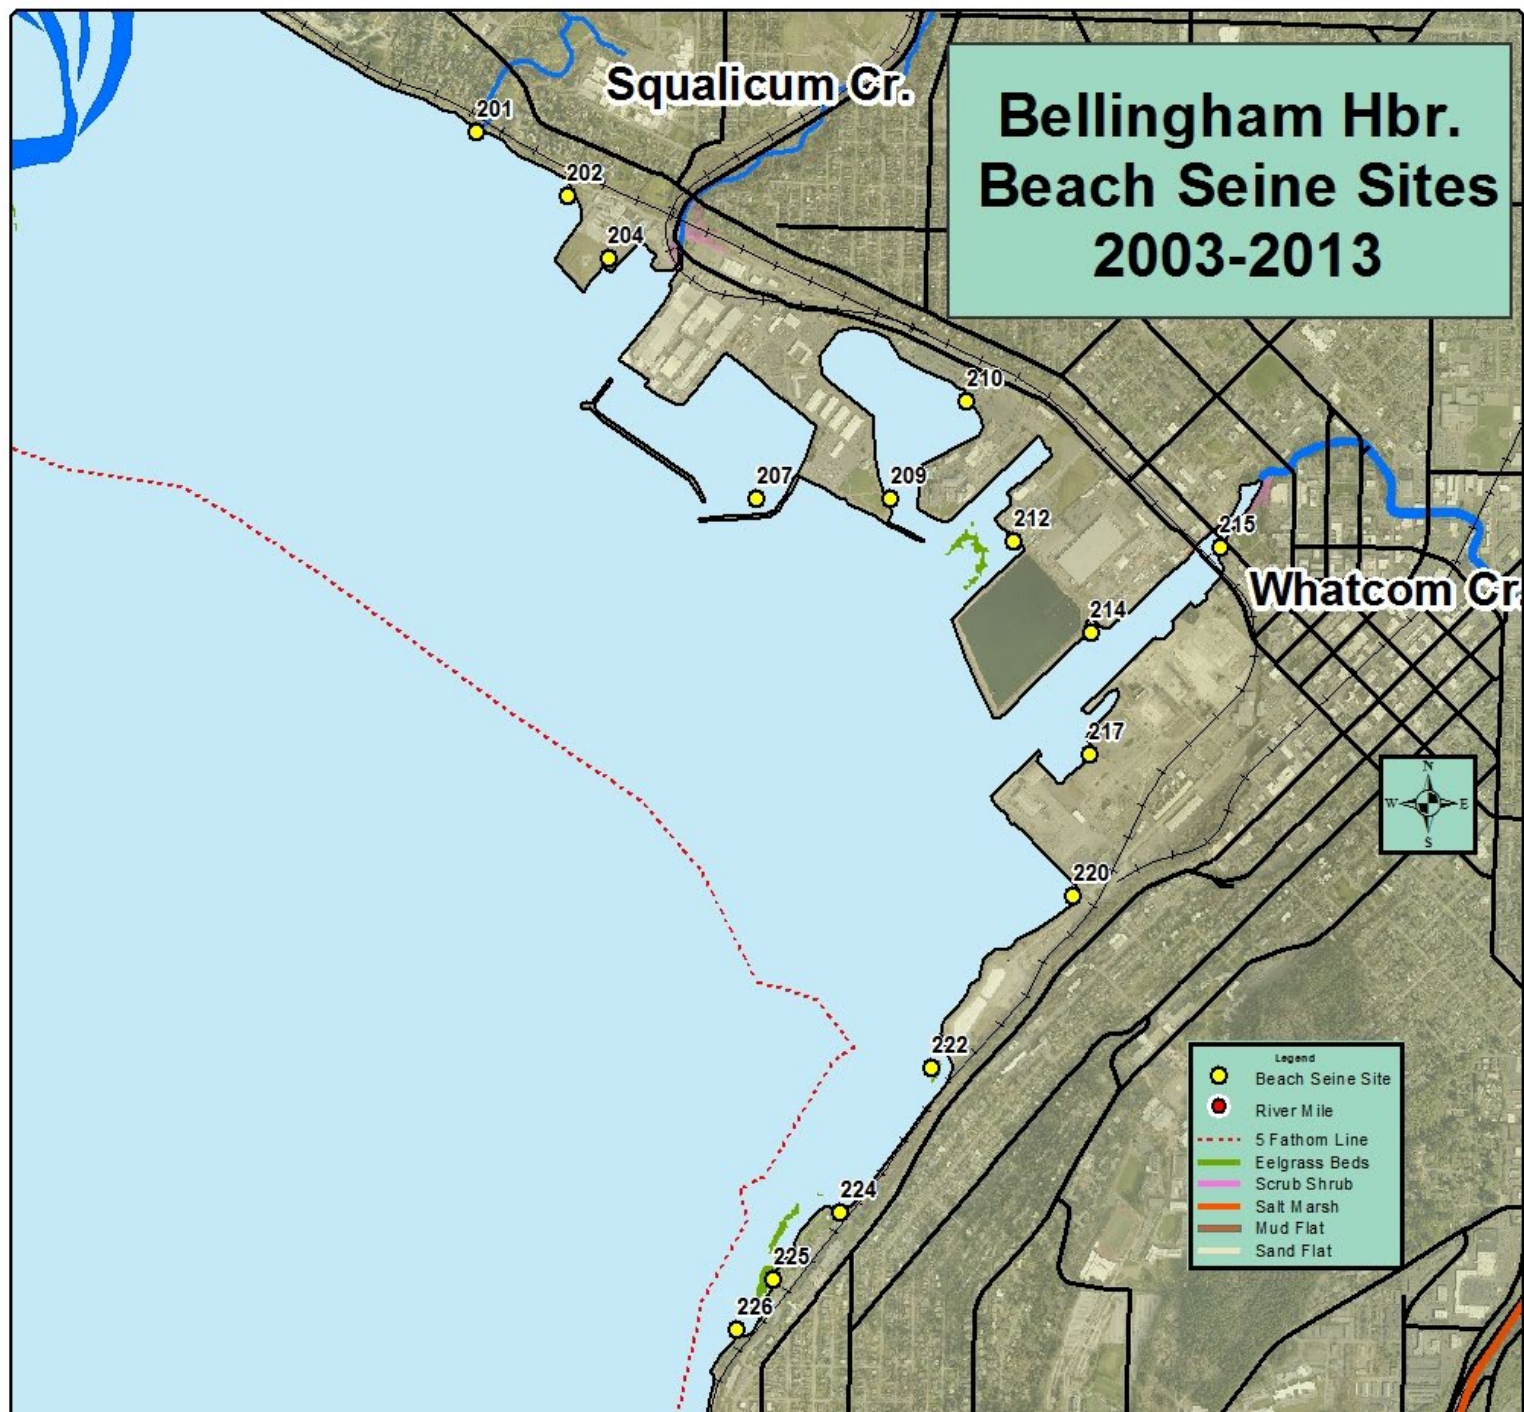 Squalicum Cr.
Bellingham Hbr.
Beach Seine Sites
2003-2013
201
202
204
210
207
209
212
215
Whatcom Cr.
214
217
N
W
E
S
220
222
Legend
Beach Seine Site
River Mile
5 Fathom Line
Eelgrass Beds
Scrub Shrub
Salt Marsh
Mud Flat
Sand Flat
224
225
226